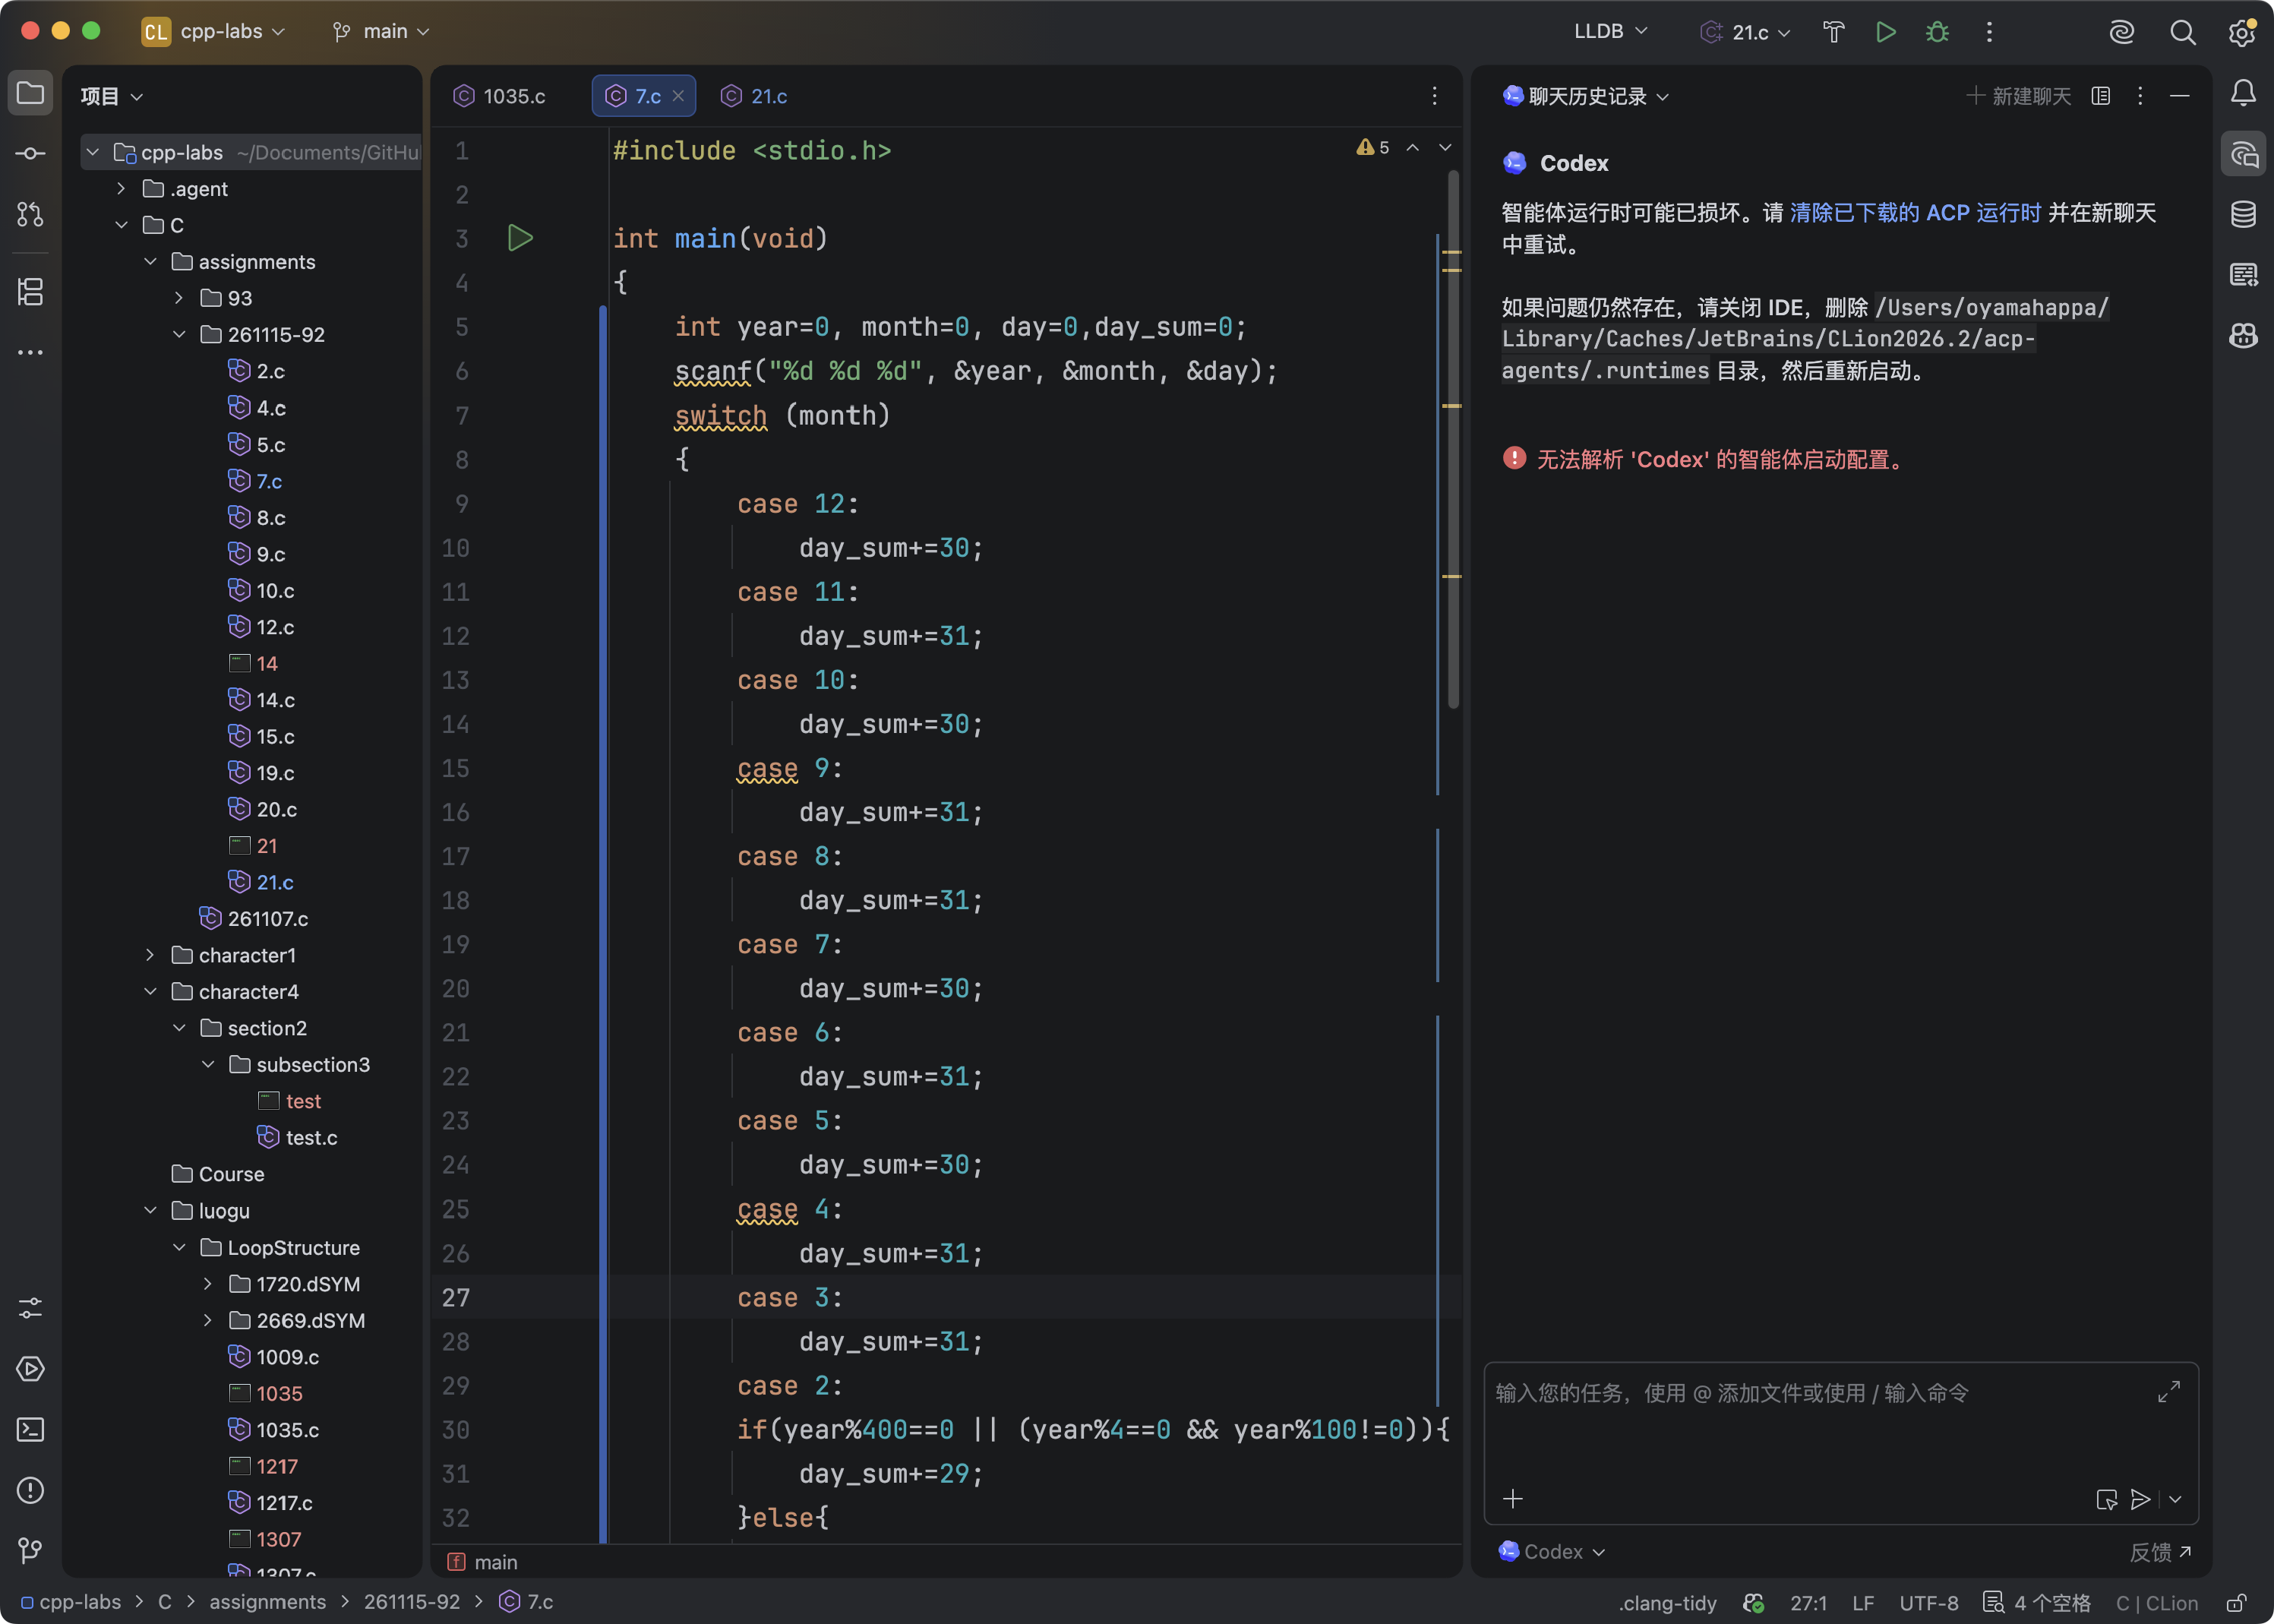 CL cpp-labs
main
LLDB
21.c
项目
cpp-labs ~/Documents/GitHu
.agent
C
assignments
93
261115-92
2.c
4.c
5.c
7.c
8.c
9.c
10.c
12.c
14
14.c
15.c
19.c
20.c
21
21.c
261107.c
character1
character4
section2
subsection3
test
test.c
Course
luogu
LoopStructure
1720.dSYM
2669.dSYM
1009.c
1035
1035.c
1217
1217.c
1307
1307.c
1035.c
7.c
21.c
5
1 #include <stdio.h>
2
3 int main(void)
4 {
5 int year=0, month=0, day=0,day_sum=0;
6 scanf("%d %d %d", &year, &month, &day);
7 switch (month)
8 {
9 case 12:
10 day_sum+=30;
11 case 11:
12 day_sum+=31;
13 case 10:
14 day_sum+=30;
15 case 9:
16 day_sum+=31;
17 case 8:
18 day_sum+=31;
19 case 7:
20 day_sum+=30;
21 case 6:
22 day_sum+=31;
23 case 5:
24 day_sum+=30;
25 case 4:
26 day_sum+=31;
27 case 3:
28 day_sum+=31;
29 case 2:
30 if(year%400==0 || (year%4==0 && year%100!=0)){
31 day_sum+=29;
32 }else{
f main
聊天历史记录
新建聊天
Codex
智能体运行时可能已损坏。请 清除已下载的 ACP 运行时 并在新聊天
中重试。
如果问题仍然存在，请关闭 IDE，删除 /Users/oyamahappa/
Library/Caches/JetBrains/CLion2026.2/acp-
agents/.runtimes 目录，然后重新启动。
无法解析 'Codex' 的智能体启动配置。
输入您的任务，使用 @ 添加文件或使用 / 输入命令
Codex
反馈
cpp-labs > C > assignments > 261115-92 > 7.c
.clang-tidy
27:1
LF
UTF-8
4 个空格
C | CLion